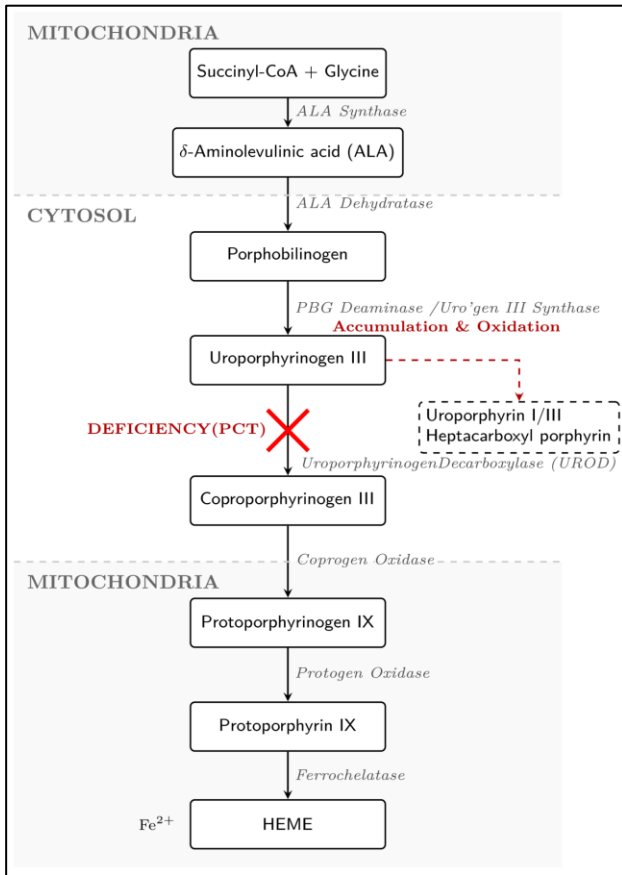 MITOCHONDRIA
Succinyl-CoA + Glycine
ALA Synthase
δ-Aminolevulinic acid (ALA)
ALA Dehydratase
CYTOSOL
Porphobilinogen
PBG Deaminase /Uro'gen III Synthase
Accumulation & Oxidation
Uroporphyrinogen III
Uroporphyrin I/III
Heptacarboxyl porphyrin
DEFICIENCY(PCT)
UroporphyrinogenDecarboxylase (UROD)
Coproporphyrinogen III
Coprogen Oxidase
MITOCHONDRIA
Protoporphyrinogen IX
Protogen Oxidase
Protoporphyrin IX
Ferrochelatase
Fe²⁺
HEME